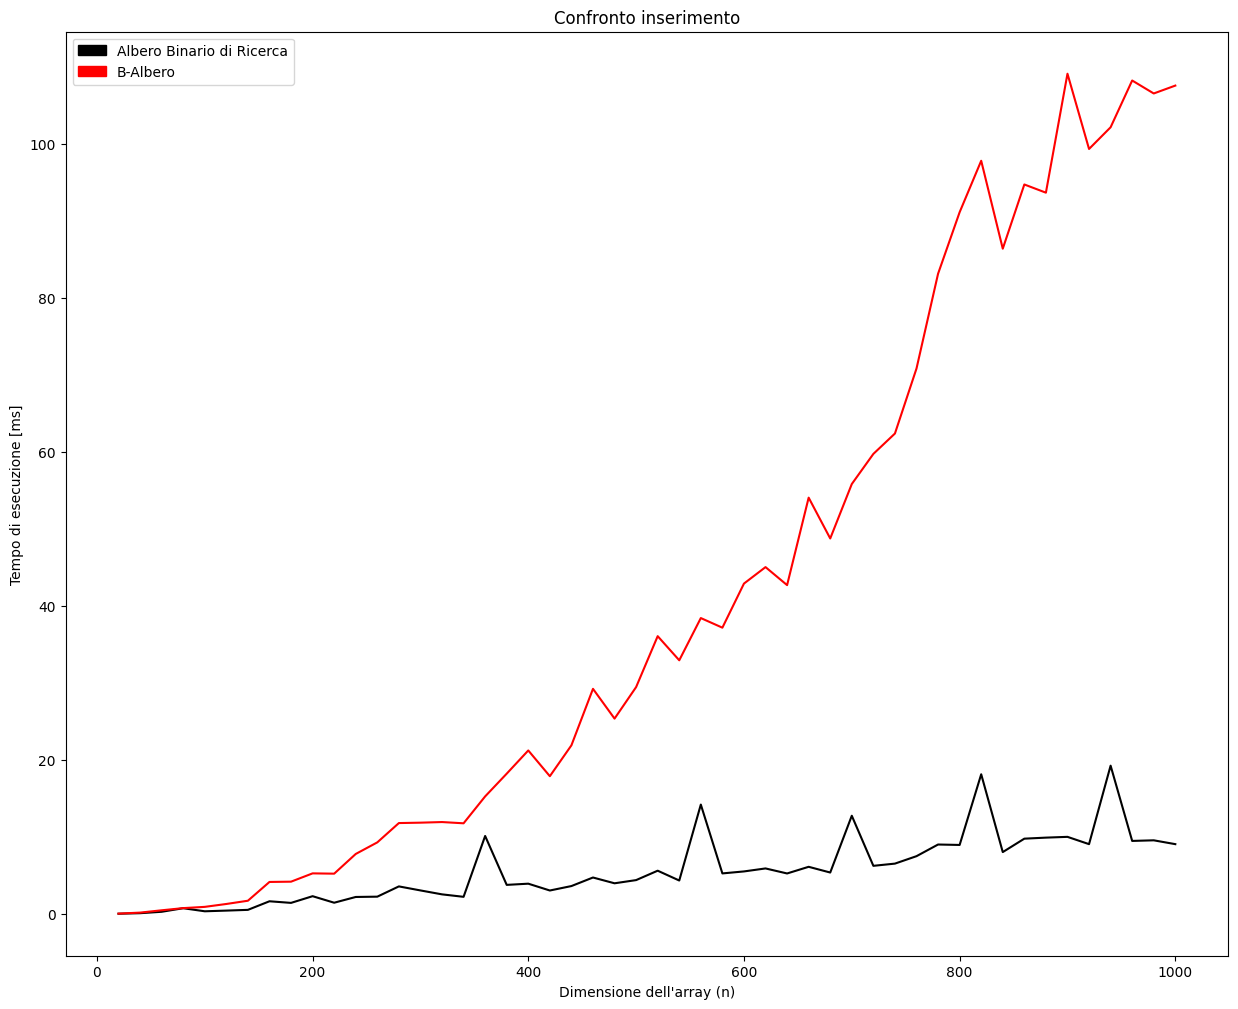 Confronto inserimento
Albero Binario di Ricerca
B-Albero
Tempo di esecuzione [ms]
100
80
60
40
20
0
0 200 400 600 800 1000
Dimensione dell'array (n)